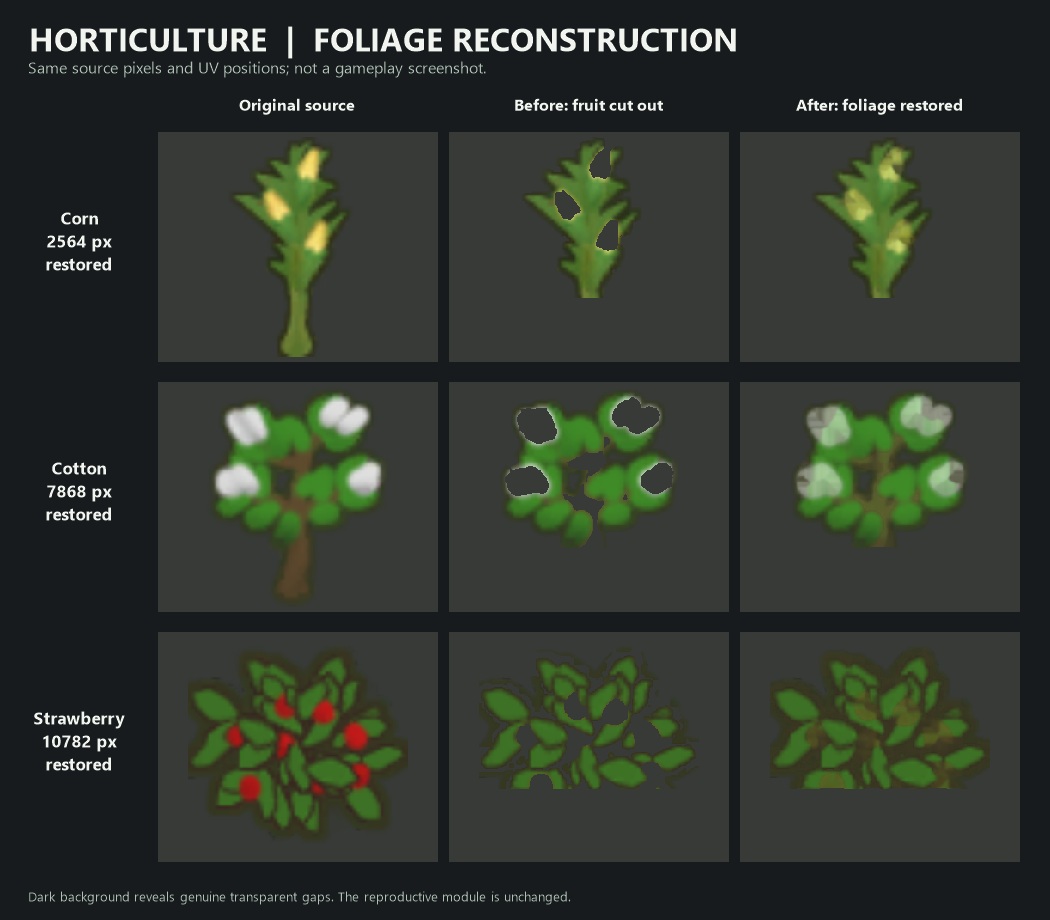 HORTICULTURE | FOLIAGE RECONSTRUCTION
Same source pixels and UV positions; not a gameplay screenshot.
Original source
Before: fruit cut out
After: foliage restored
Corn
2564 px
restored
Cotton
7868 px
restored
Strawberry
10782 px
restored
Dark background reveals genuine transparent gaps. The reproductive module is unchanged.